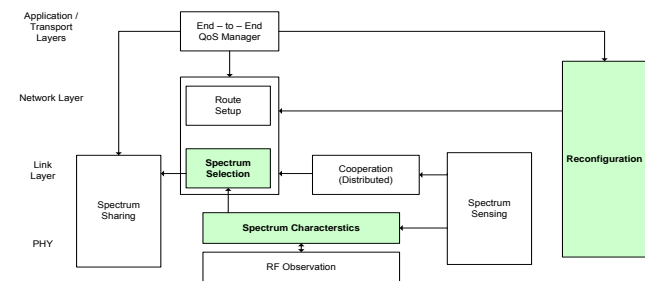 Application /
Transport
Layers
End – to – End
QoS Manager
Network Layer
Route
Setup
Reconfiguration
Link
Layer
Spectrum
Selection
Cooperation
(Distributed)
Spectrum
Sharing
Spectrum
Sensing
Spectrum Characterstics
PHY
RF Observation